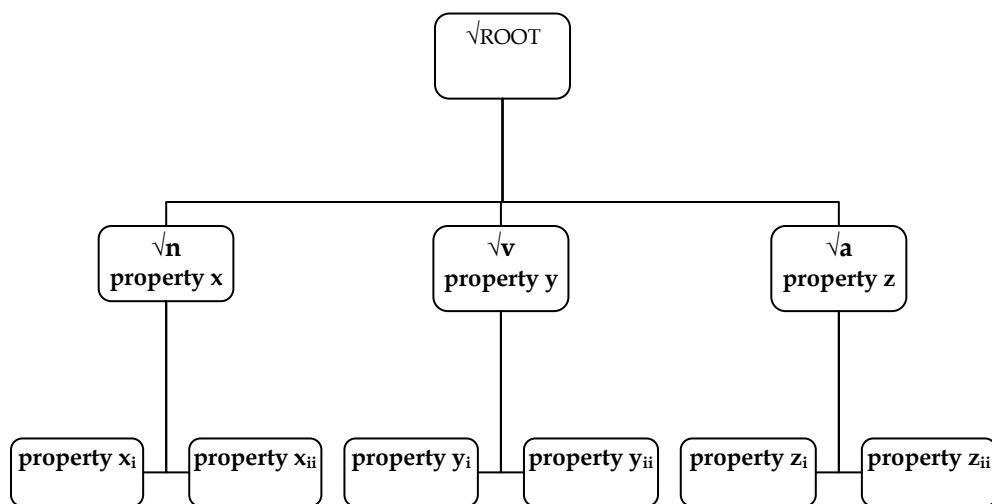 √ROOT
√n
property x
√v
property y
√a
property z
property xᵢ
property xᵢᵢ
property yᵢ
property yᵢᵢ
property zᵢ
property zᵢᵢ